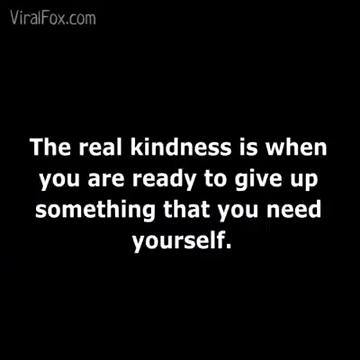 ViralFox.com
The real kindness is when
you are ready to give up
something that you need
yourself.